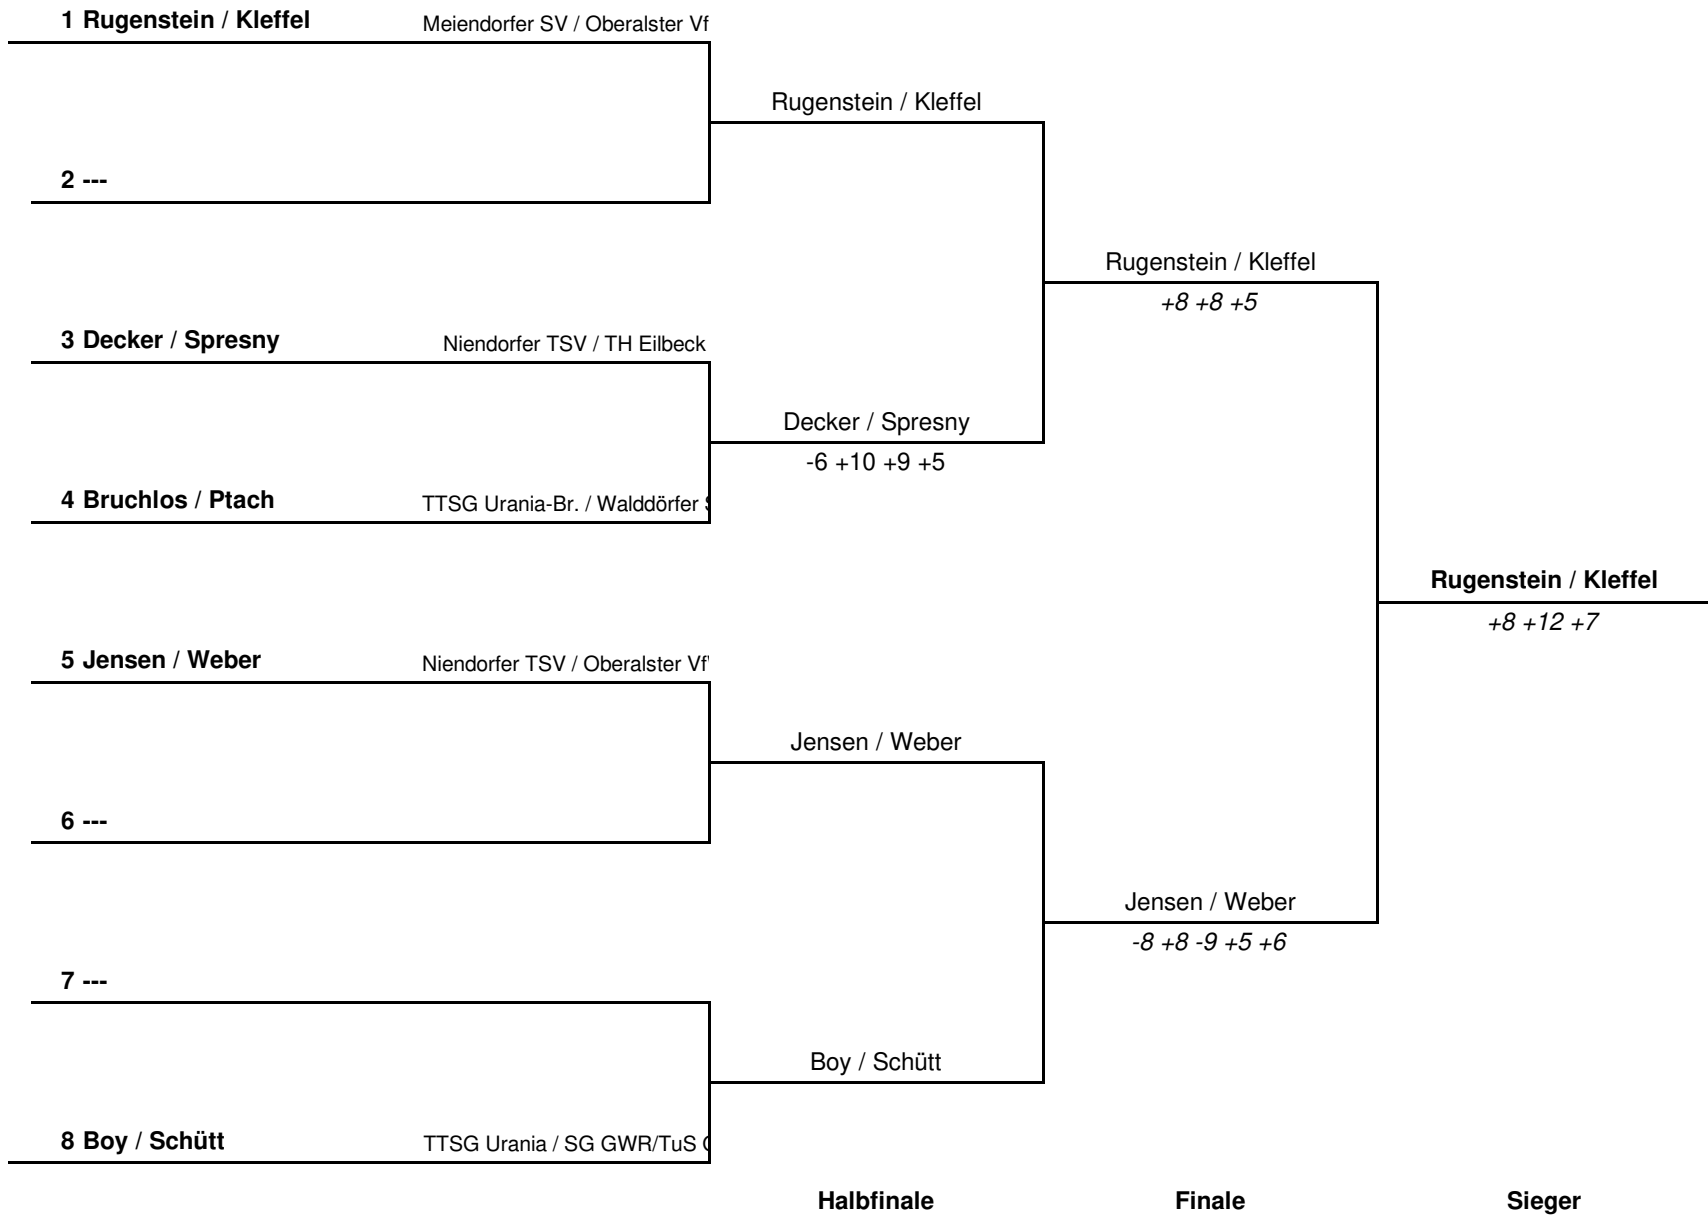 1 Rugenstein / Kleffel Meiendorfer SV / Oberalster Vf
Rugenstein / Kleffel
2 ---
Rugenstein / Kleffel
+8 +8 +5
3 Decker / Spresny Niendorfer TSV / TH Eilbeck
Decker / Spresny
-6 +10 +9 +5
4 Bruchlos / Ptach TTSG Urania-Br. / Walddörfer
Rugenstein / Kleffel
+8 +12 +7
5 Jensen / Weber Niendorfer TSV / Oberalster Vf
Jensen / Weber
6 ---
Jensen / Weber
-8 +8 -9 +5 +6
7 ---
Boy / Schütt
8 Boy / Schütt TTSG Urania / SG GWR/TuS
Halbfinale Finale Sieger